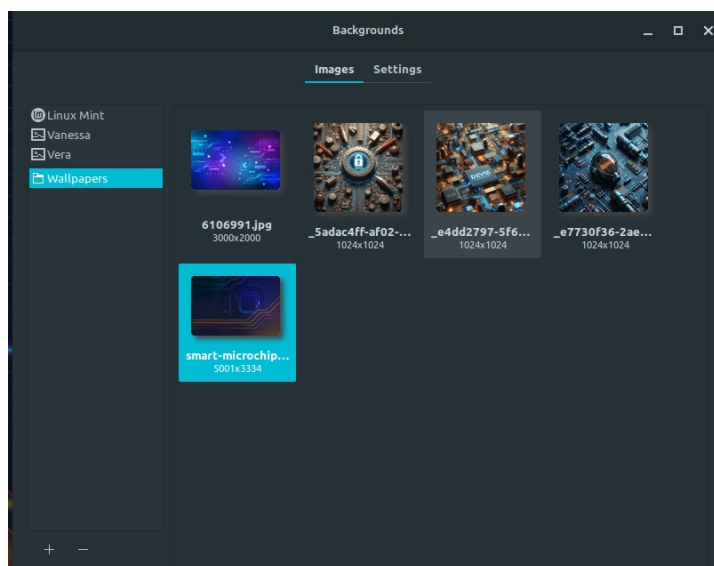 Backgrounds
Images Settings
Linux Mint
Vanessa
Vera
Wallpapers
6106991.jpg
3000x2000
_5adac4ff-af02-...
1024x1024
_e4dd2797-5f6...
1024x1024
_e7730f36-2ae...
1024x1024
smart-microchip...
5001x3334